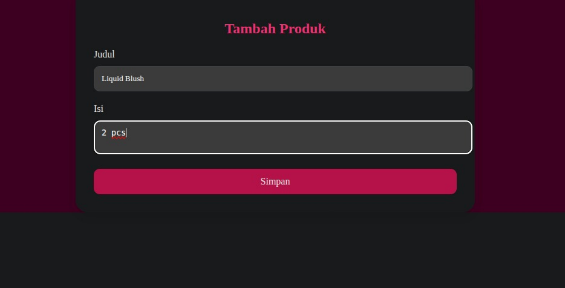 Tambah Produk
Judul
Liquid Blush
Isi
2 pcs
Simpan